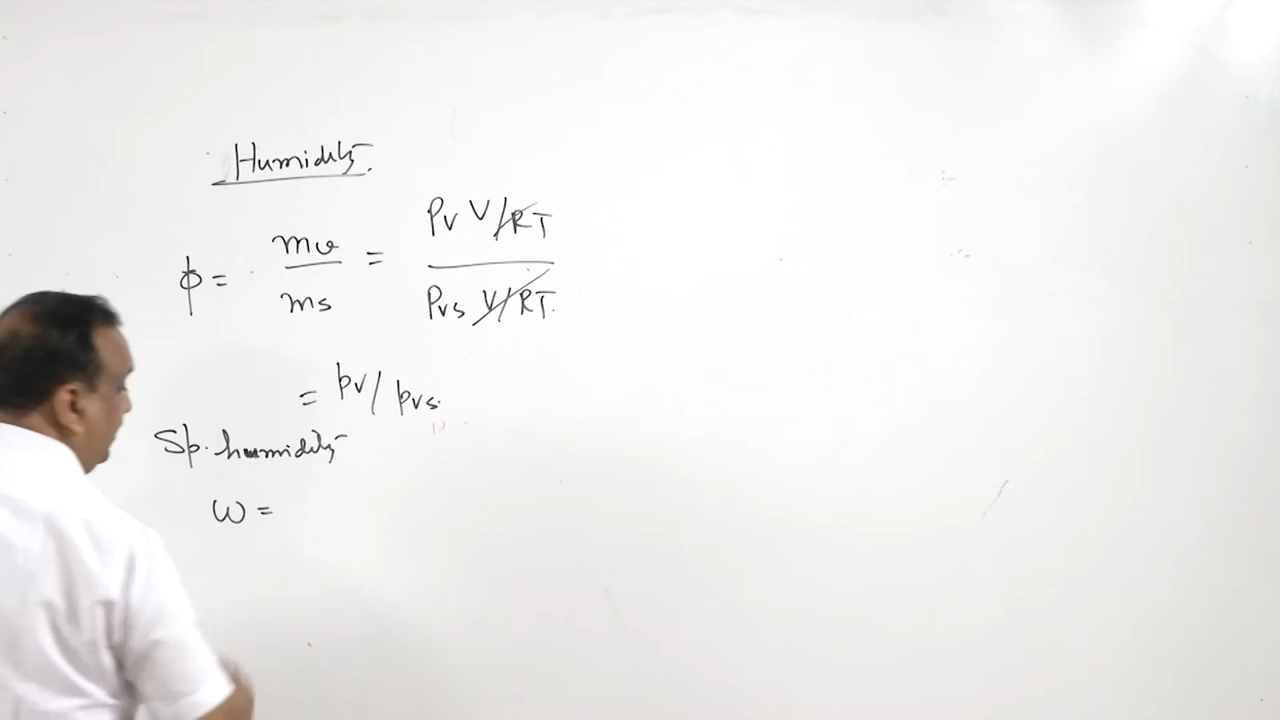 Humidity.
ϕ = mv / ms = Pv V/RT / Pvs V/RT.
= pv / pvs.
Sp. humidity
ω =